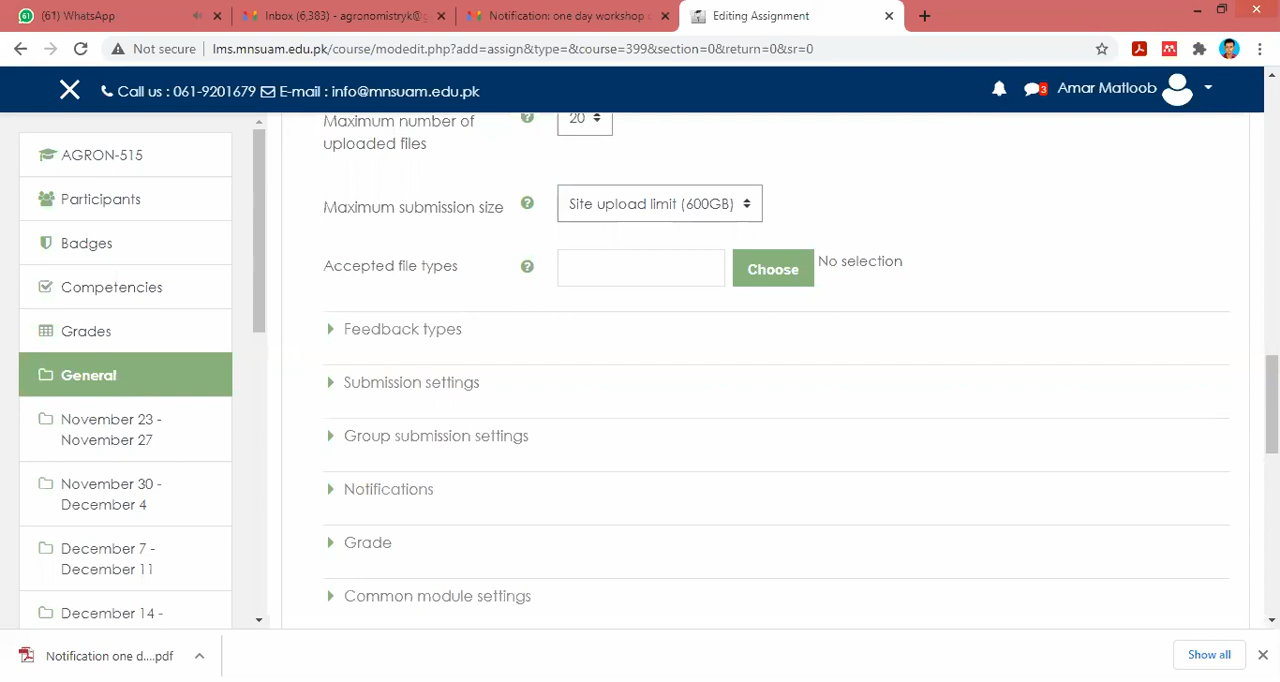 (61) WhatsApp
Inbox (6,383) - agronomistryk@g
Notification: one day workshop
Editing Assignment
Not secure
lms.mnsuam.edu.pk/course/modedit.php?add=assign&type=&course=399&section=0&return=0&sr=0
Call us : 061-9201679 E-mail : info@mnsuam.edu.pk
3
Amar Matloob
AGRON-515
Participants
Badges
Competencies
Grades
General
November 23 -
November 27
November 30 -
December 4
December 7 -
December 11
December 14 -
Maximum number of
uploaded files
20
Maximum submission size
Site upload limit (600GB)
Accepted file types
Choose
No selection
Feedback types
Submission settings
Group submission settings
Notifications
Grade
Common module settings
Notification one d....pdf
Show all